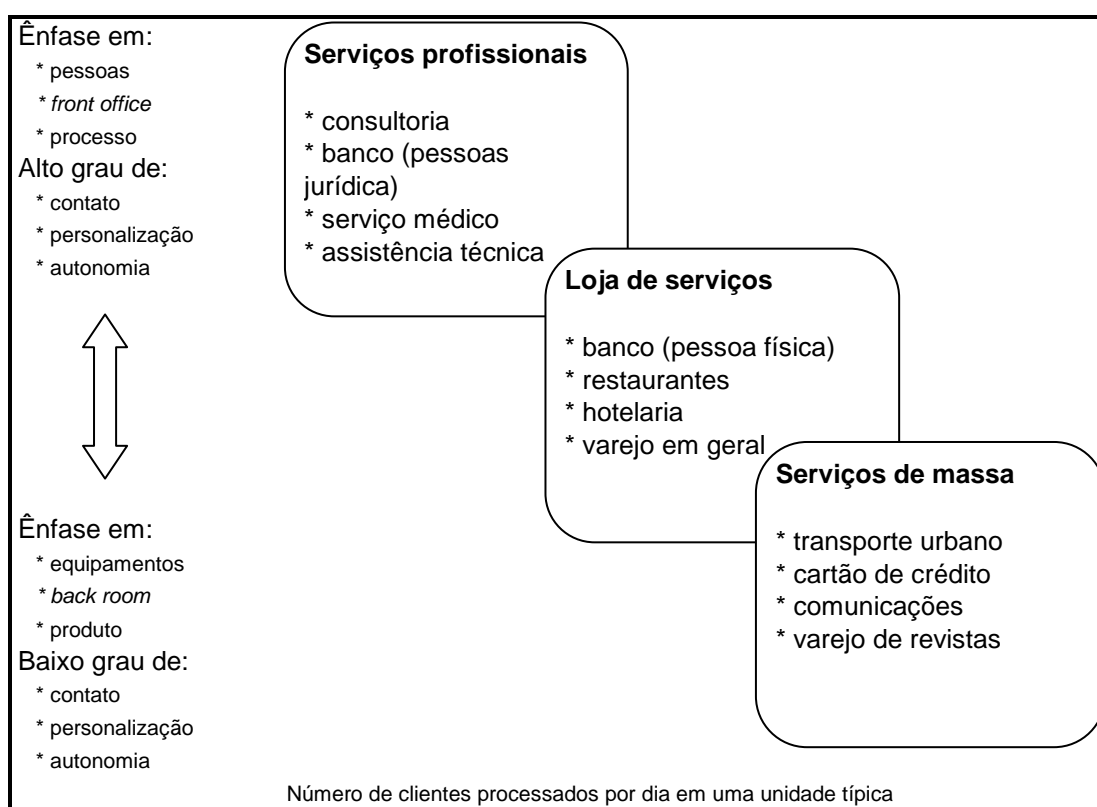 Ênfase em:
* pessoas
* front office
* processo
Alto grau de:
* contato
* personalização
* autonomia
Ênfase em:
* equipamentos
* back room
* produto
Baixo grau de:
* contato
* personalização
* autonomia
Serviços profissionais
* consultoria
* banco (pessoas
jurídica)
* serviço médico
* assistência técnica
Loja de serviços
* banco (pessoa física)
* restaurantes
* hotelaria
* varejo em geral
Serviços de massa
* transporte urbano
* cartão de crédito
* comunicações
* varejo de revistas
Número de clientes processados por dia em uma unidade típica